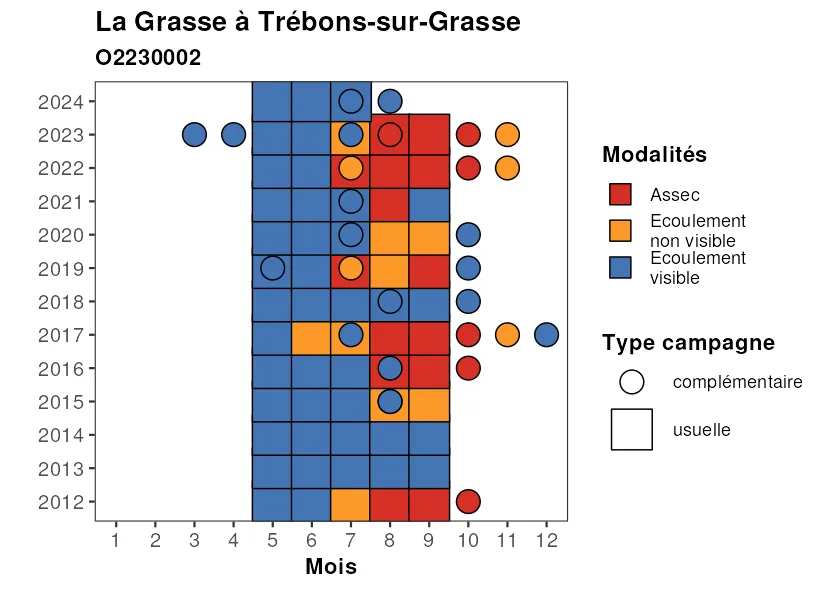 La Grasse à Trébons-sur-Grasse
O2230002
2024
2023
2022
2021
2020
2019
2018
2017
2016
2015
2014
2013
2012
1 2 3 4 5 6 7 8 9 10 11 12
Mois
Modalités
Assec
Ecoulement
non visible
Ecoulement
visible
Type campagne
complémentaire
usuelle